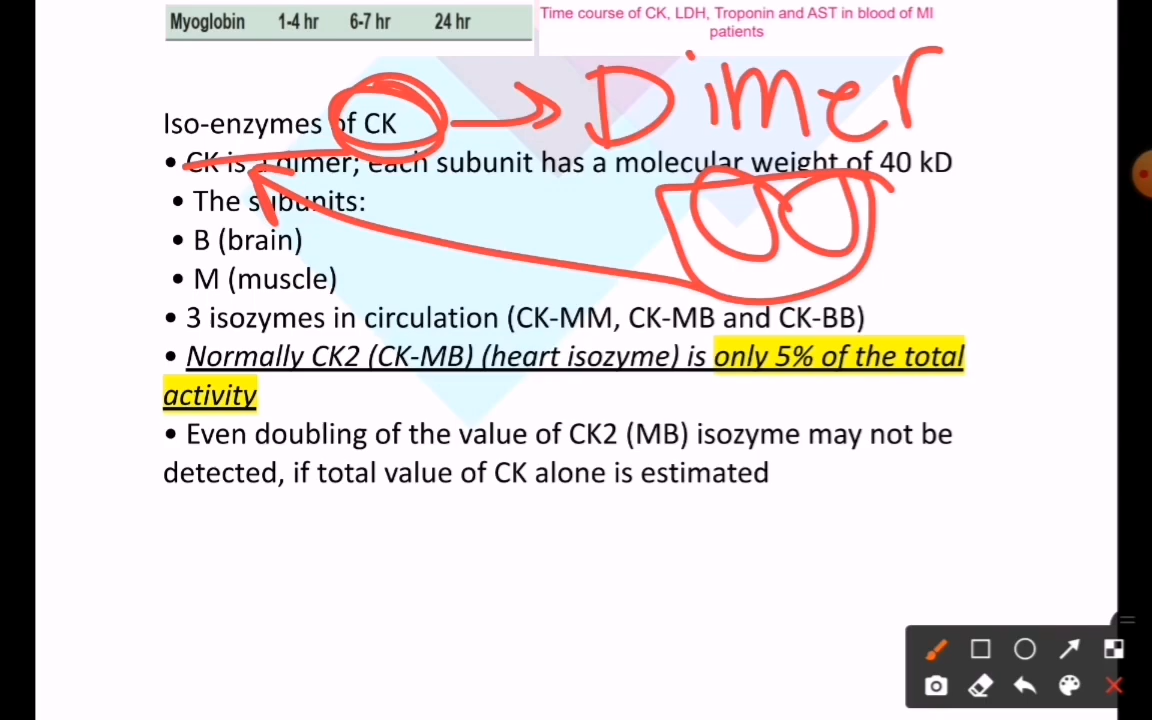 Myoglobin 1-4 hr 6-7 hr 24 hr
Time course of CK, LDH, Troponin and AST in blood of MI
patients
Dimer
Iso-enzymes of CK
• CK is a dimer; each subunit has a molecular weight of 40 kD
• The subunits:
• B (brain)
• M (muscle)
• 3 isozymes in circulation (CK-MM, CK-MB and CK-BB)
• Normally CK2 (CK-MB) (heart isozyme) is only 5% of the total
activity
• Even doubling of the value of CK2 (MB) isozyme may not be
detected, if total value of CK alone is estimated